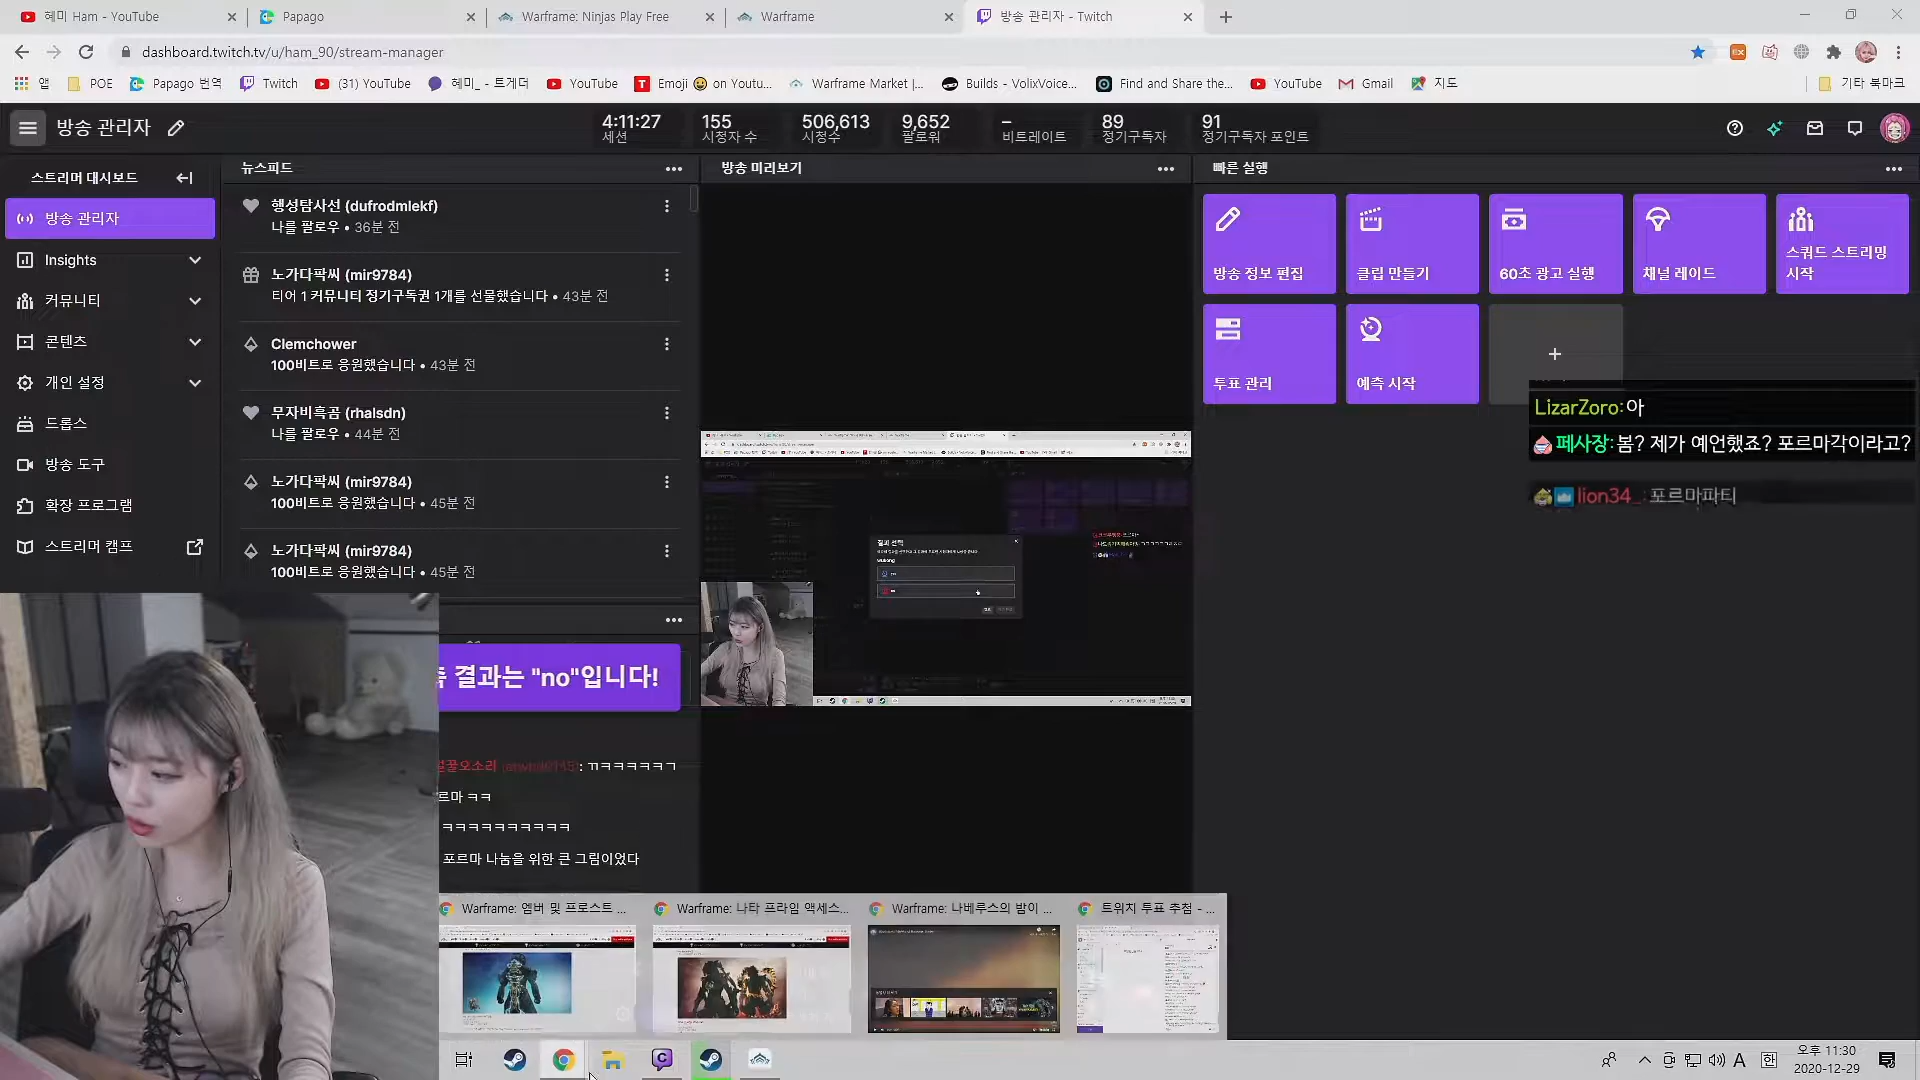 혜미 Ham - YouTube
Papago
Warframe: Ninjas Play Free
Warframe
방송 관리자 - Twitch
dashboard.twitch.tv/u/ham_90/stream-manager
앱
POE
Papago 번역
Twitch
(31) YouTube
혜미_ - 트게더
YouTube
Emoji 😀 on Youtu...
Warframe Market |...
Builds - VolixVoice...
Find and Share the...
YouTube
Gmail
지도
기타 북마크
방송 관리자
4:11:27
세션
155
시청자 수
506,613
시청수
9,652
팔로워
–
비트레이트
89
정기구독자
91
정기구독자 포인트
스트리머 대시보드
방송 관리자
Insights
커뮤니티
콘텐츠
개인 설정
드롭스
방송 도구
확장 프로그램
스트리머 캠프
뉴스피드
행성탐사선 (dufrodmlekf)
나를 팔로우 • 36분 전
노가다팍씨 (mir9784)
티어 1 커뮤니티 정기구독권 1개를 선물했습니다 • 43분 전
Clemchower
100비트로 응원했습니다 • 43분 전
무자비흑곰 (rhalsdn)
나를 팔로우 • 44분 전
노가다팍씨 (mir9784)
100비트로 응원했습니다 • 45분 전
노가다팍씨 (mir9784)
100비트로 응원했습니다 • 45분 전
결과는 "no"입니다!
꿀오소리
: ㄲㅋㅋㅋㅋㅋㄱ
르마 ㅋㅋ
ㅋㅋㅋㅋㅋㅋㅋㅋㅋㅋ
포르마 나눔을 위한 큰 그림이었다
방송 미리보기
결과 선택
빠른 실행
방송 정보 편집
클립 만들기
60초 광고 실행
채널 레이드
스쿼드 스트리밍
시작
투표 관리
예측 시작
LizarZoro:아
페사장:봄? 제가 예언했죠? 포르마각이라고?
lion34_:포르마파티
Warframe: 엠버 및 프로스트 ...
Warframe: 나타 프라임 액세스...
Warframe: 나베루스의 밤이 ...
트위치 투표 추첨 - ...
A
한
오후 11:30
2020-12-29